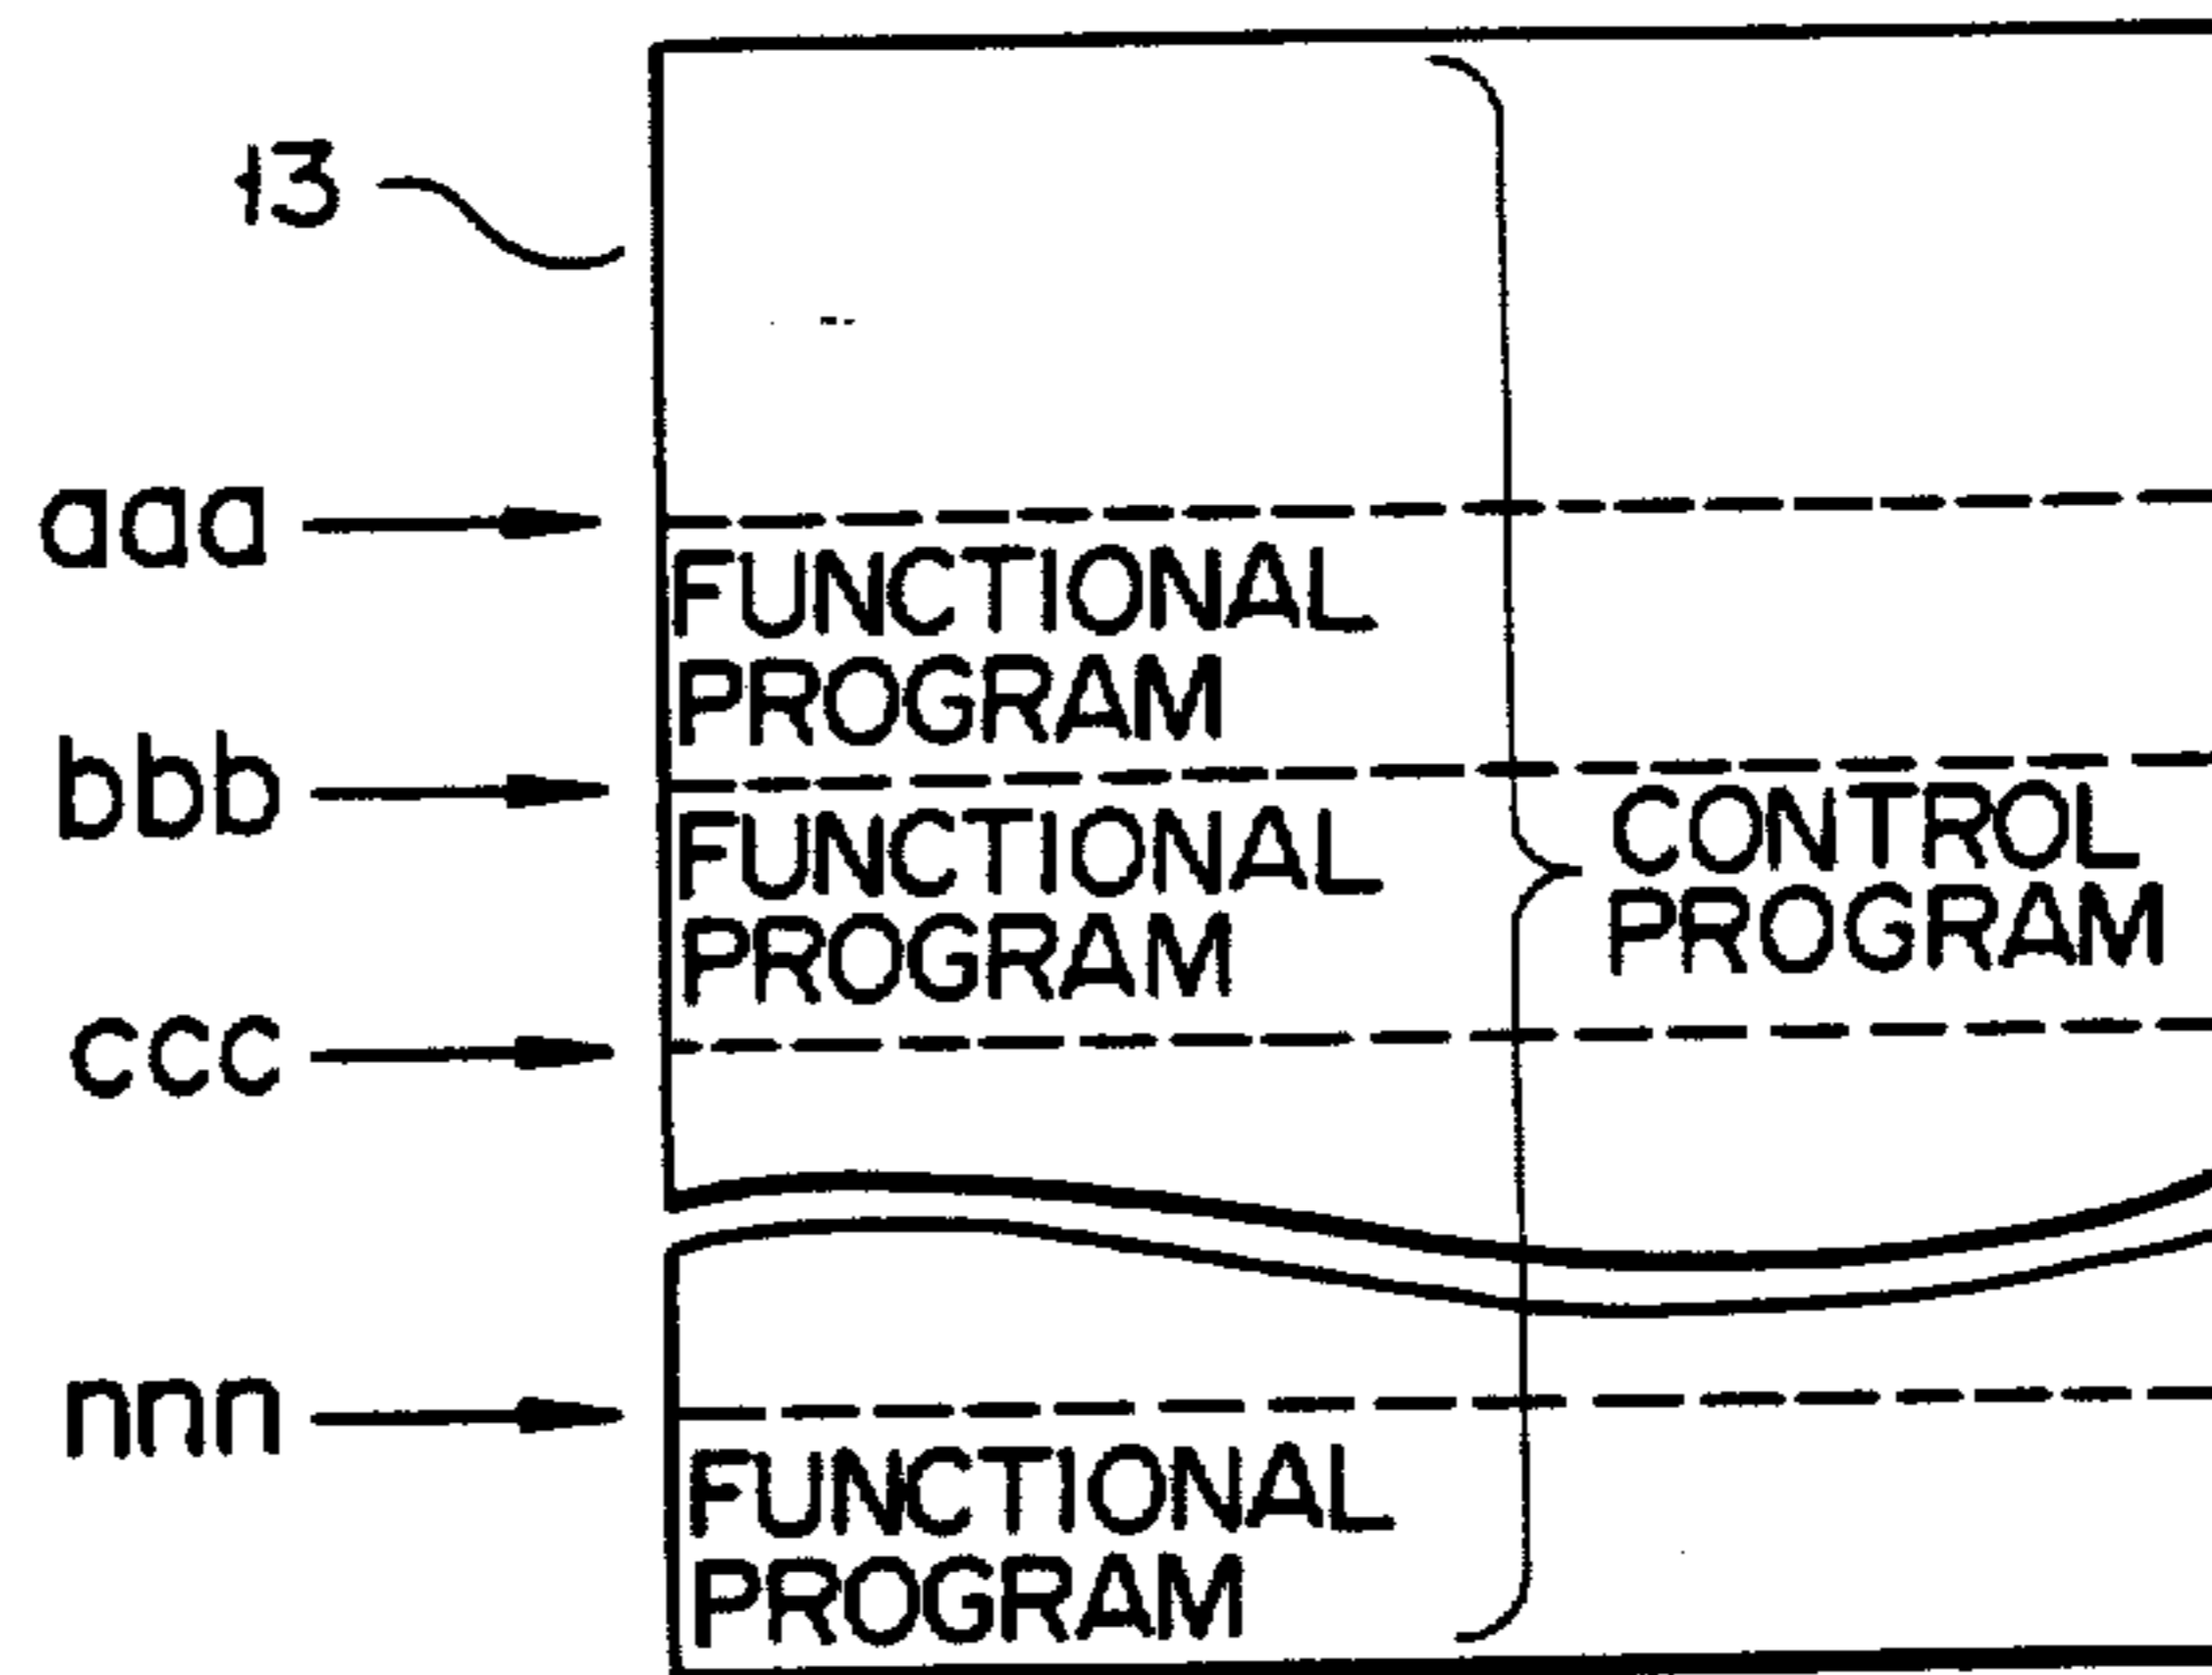 13
aaa
FUNCTIONAL
PROGRAM
bbb
FUNCTIONAL
PROGRAM
CONTROL
PROGRAM
ccc
nnn
FUNCTIONAL
PROGRAM